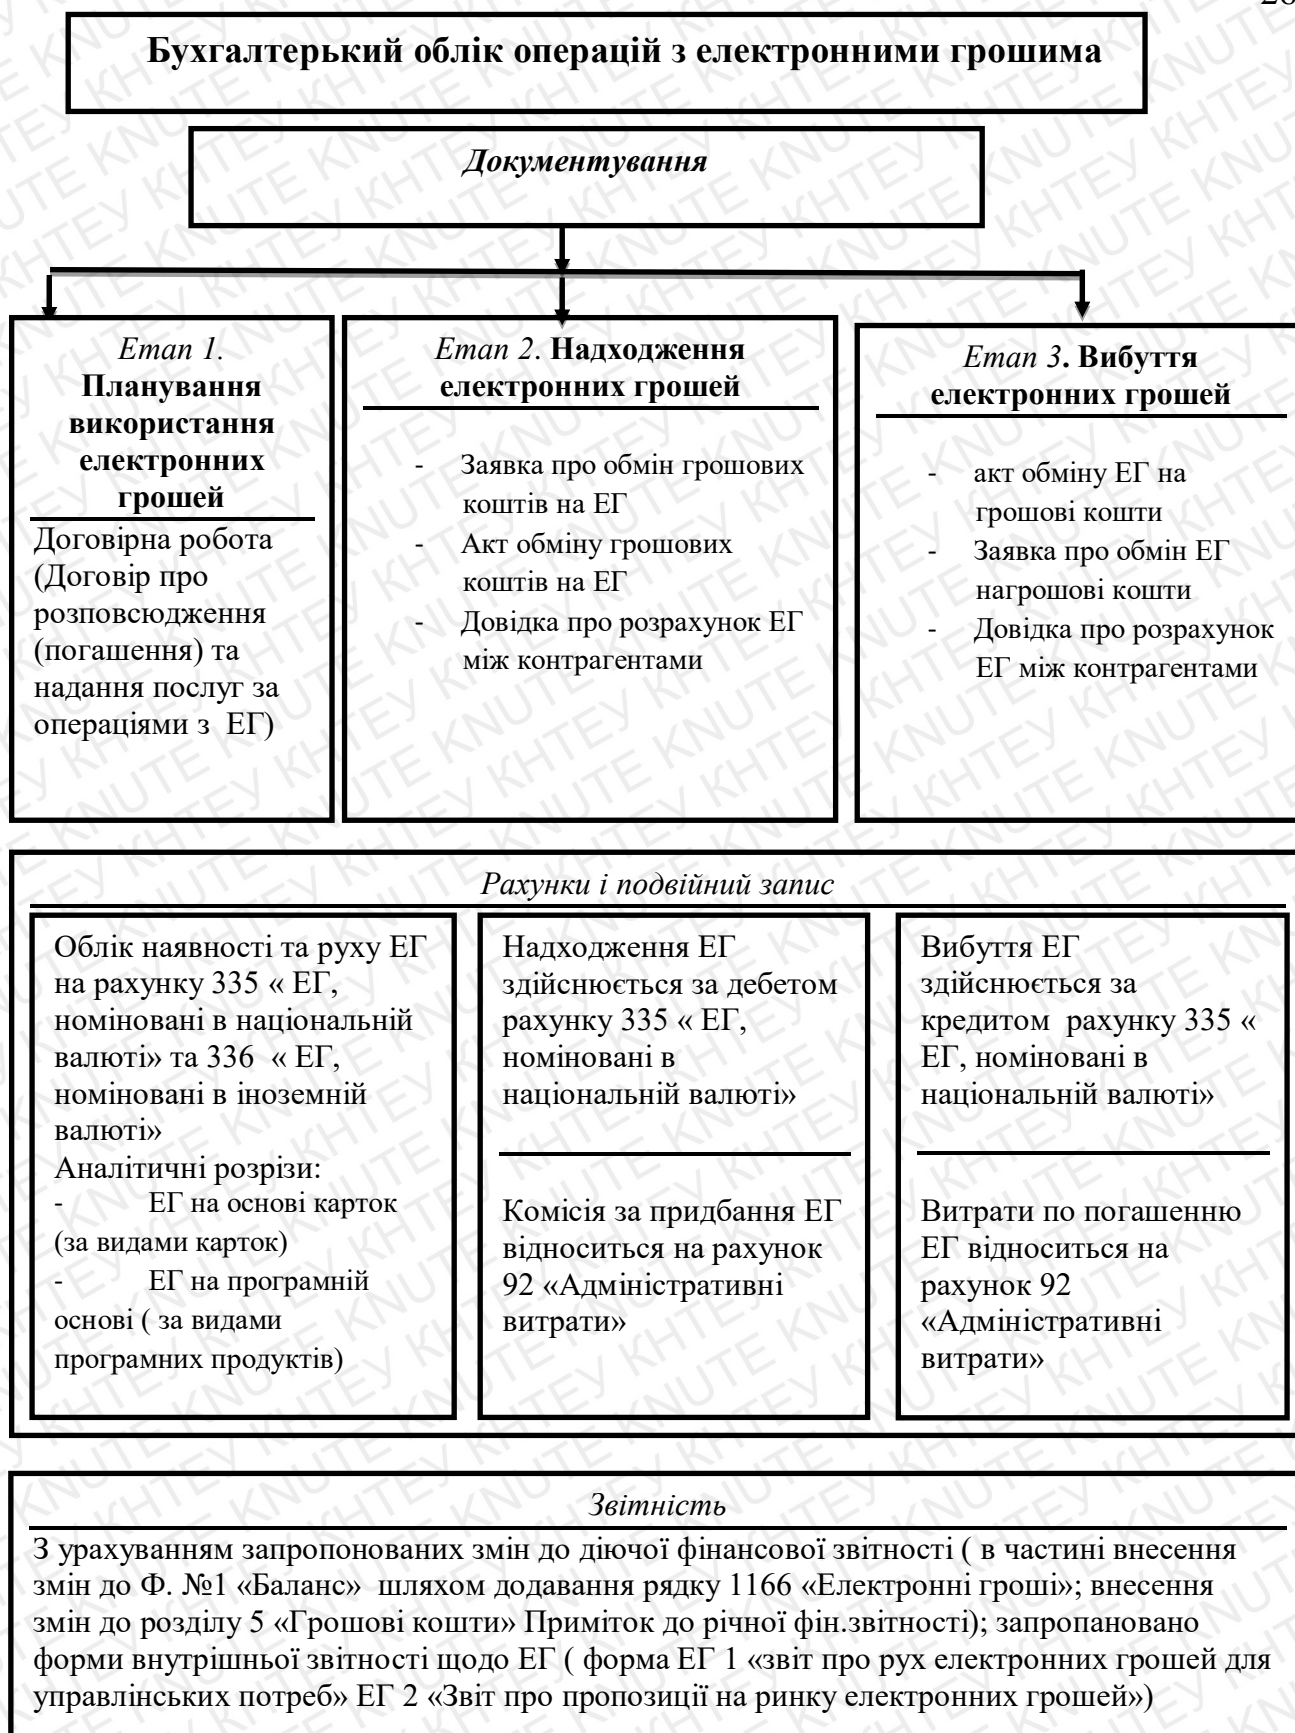 Бухгалтерький облік операцій з електронними грошима
Документування
Етап 1.
Планування
використання
електронних
грошей
Договірна робота
(Договір про
розповсюдження
(погашення) та
надання послуг за
операціями з ЕГ)
Етап 2. Надходження
електронних грошей
- Заявка про обмін грошових
коштів на ЕГ
- Акт обміну грошових
коштів на ЕГ
- Довідка про розрахунок ЕГ
між контрагентами
Етап 3. Вибуття
електронних грошей
- акт обміну ЕГ на
грошові кошти
- Заявка про обмін ЕГ
нагрошові кошти
- Довідка про розрахунок
ЕГ між контрагентами
Рахунки і подвійний запис
Облік наявності та руху ЕГ
на рахунку 335 « ЕГ,
номіновані в національній
валюті» та 336 « ЕГ,
номіновані в іноземній
валюті»
Аналітичні розрізи:
- ЕГ на основі карток
(за видами карток)
- ЕГ на програмній
основі ( за видами
програмних продуктів)
Надходження ЕГ
здійснюється за дебетом
рахунку 335 « ЕГ,
номіновані в
національній валюті»
Комісія за придбання ЕГ
відноситься на рахунок
92 «Адміністративні
витрати»
Вибуття ЕГ
здійснюється за
кредитом рахунку 335 «
ЕГ, номіновані в
національній валюті»
Витрати по погашенню
ЕГ відноситься на
рахунок 92
«Адміністративні
витрати»
Звітність
З урахуванням запропонованих змін до діючої фінансової звітності ( в частині внесення
змін до Ф. №1 «Баланс» шляхом додавання рядку 1166 «Електронні гроші»; внесення
змін до розділу 5 «Грошові кошти» Приміток до річної фін.звітності); запропановано
форми внутрішньої звітності щодо ЕГ ( форма ЕГ 1 «звіт про рух електронних грошей для
управлінських потреб» ЕГ 2 «Звіт про пропозиції на ринку електронних грошей»)